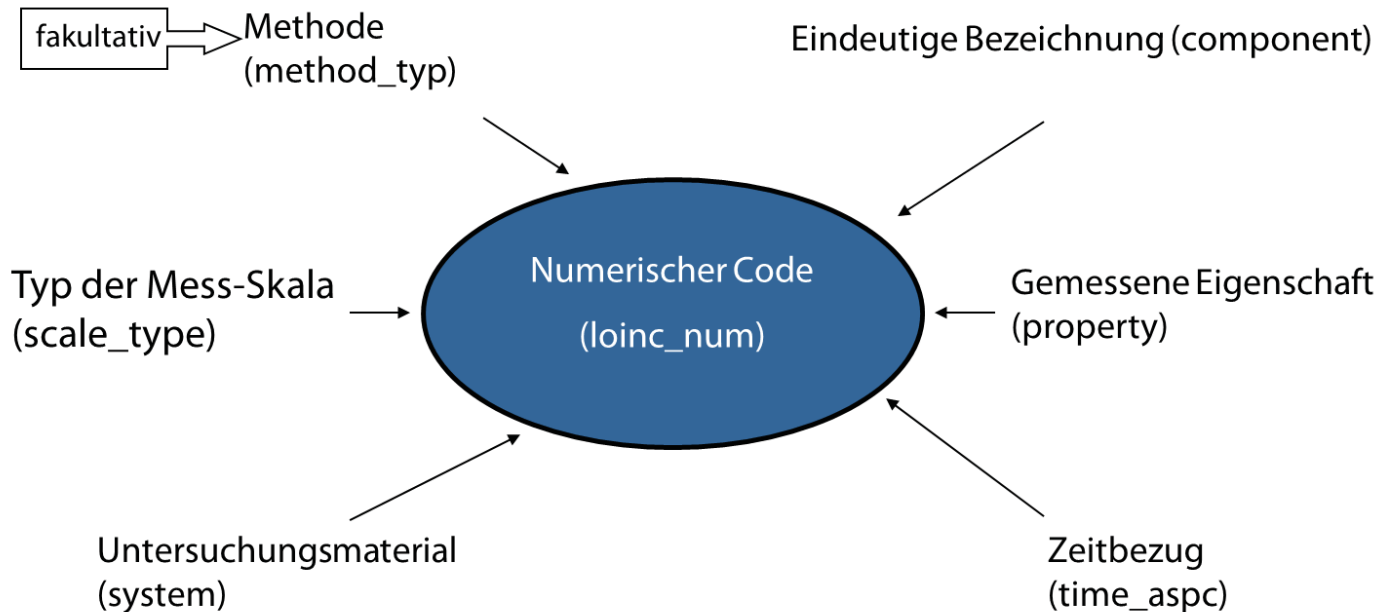 fakultativ
Methode
(method_typ)
Eindeutige Bezeichnung (component)
Typ der Mess-Skala
(scale_type)
Numerischer Code
(loinc_num)
Gemessene Eigenschaft
(property)
Untersuchungsmaterial
(system)
Zeitbezug
(time_aspc)